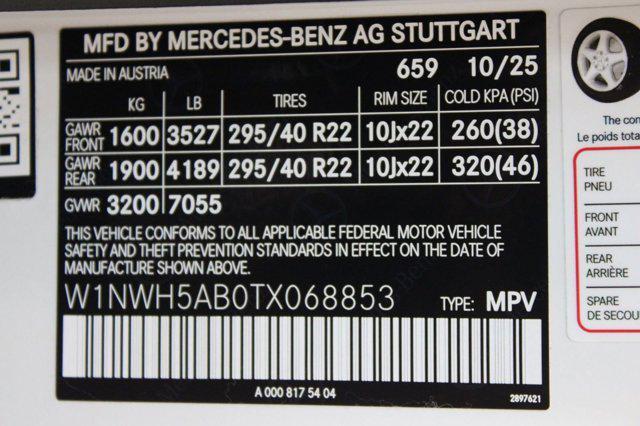 MFD BY MERCEDES-BENZ AG STUTTGART
MADE IN AUSTRIA 659 10/25
KG LB TIRES RIM SIZE COLD KPA (PSI)
GAWR FRONT 1600 3527 295/40 R22 10Jx22 260(38)
GAWR REAR 1900 4189 295/40 R22 10Jx22 320(46)
GVWR 3200 7055
THIS VEHICLE CONFORMS TO ALL APPLICABLE FEDERAL MOTOR VEHICLE
SAFETY AND THEFT PREVENTION STANDARDS IN EFFECT ON THE DATE OF
MANUFACTURE SHOWN ABOVE.
W1NWH5AB0TX068853 TYPE: MPV
A 000 817 54 04
2897621
The com
Le poids tota
TIRE
PNEU
FRONT
AVANT
REAR
ARRIÈRE
SPARE
DE SECOU